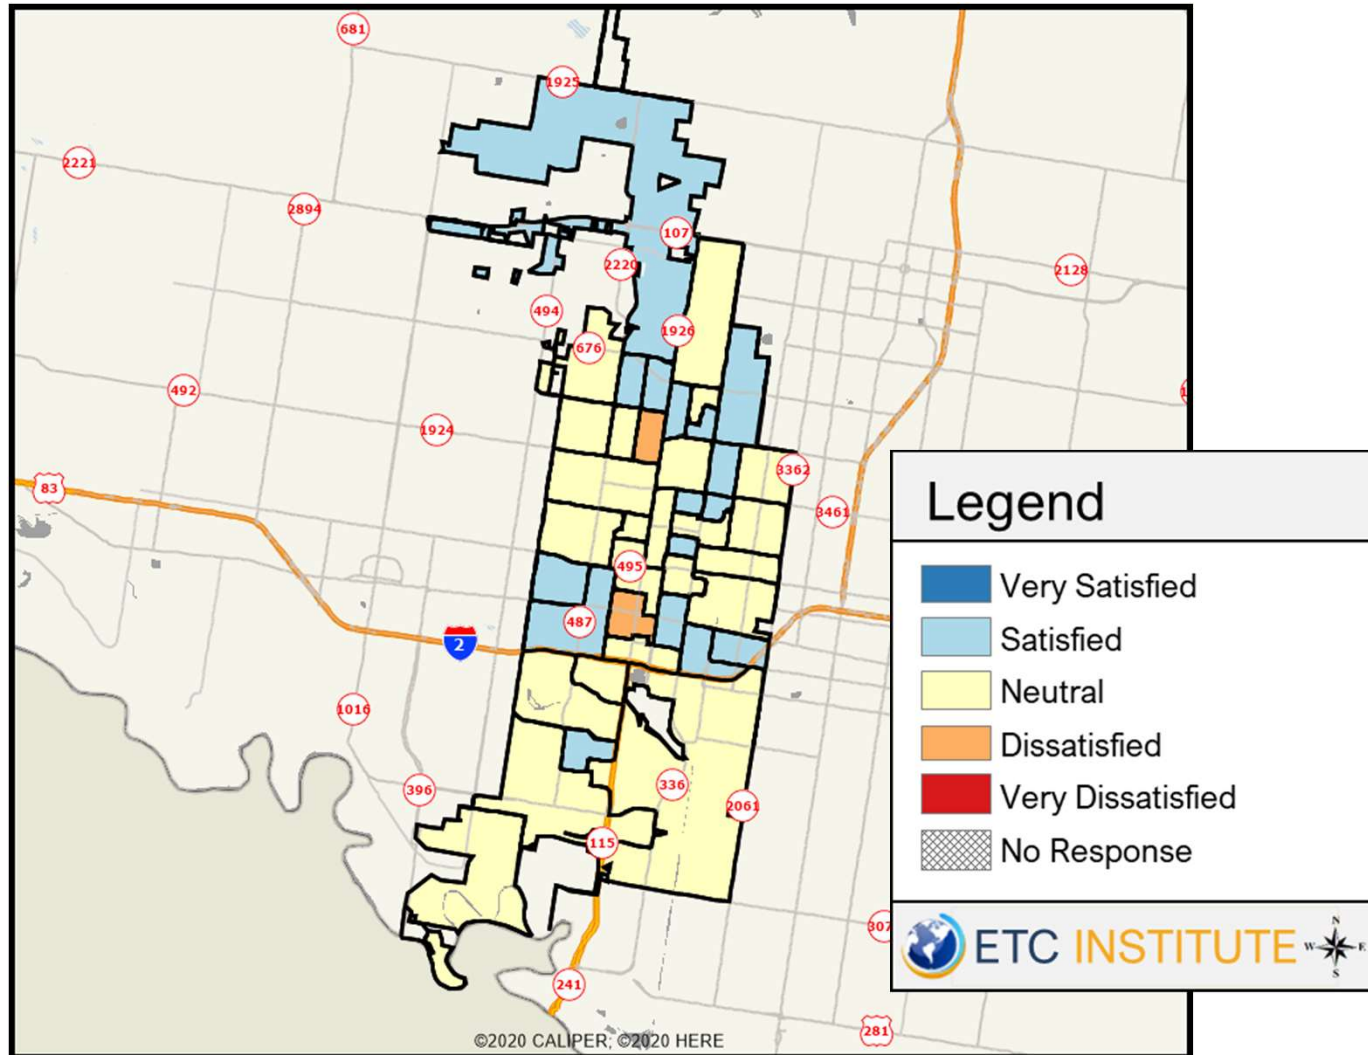 681
1925
2221
2894
107
2220
2128
494
1926
676
492
1924
3362
83
3461
495
487
2
1016
336
396
2061
115
307
241
281
©2020 CALIPER; ©2020 HERE
Legend
Very Satisfied
Satisfied
Neutral
Dissatisfied
Very Dissatisfied
No Response
ETC INSTITUTE
N
W E
S